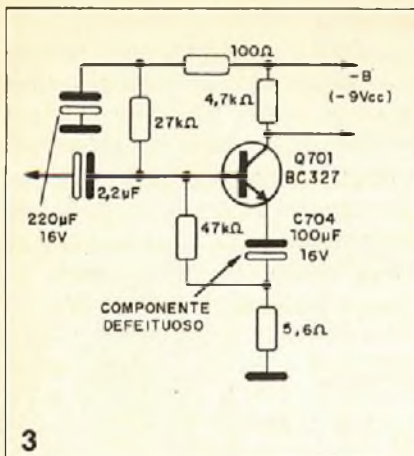 100Ω
-B
(-9Vcc)
4,7kΩ
27kΩ
Q701
BC327
2,2µF
220µF
16V
47kΩ
C704
100µF
16V
COMPONENTE
DEFEITUOSO
5,6Ω
3